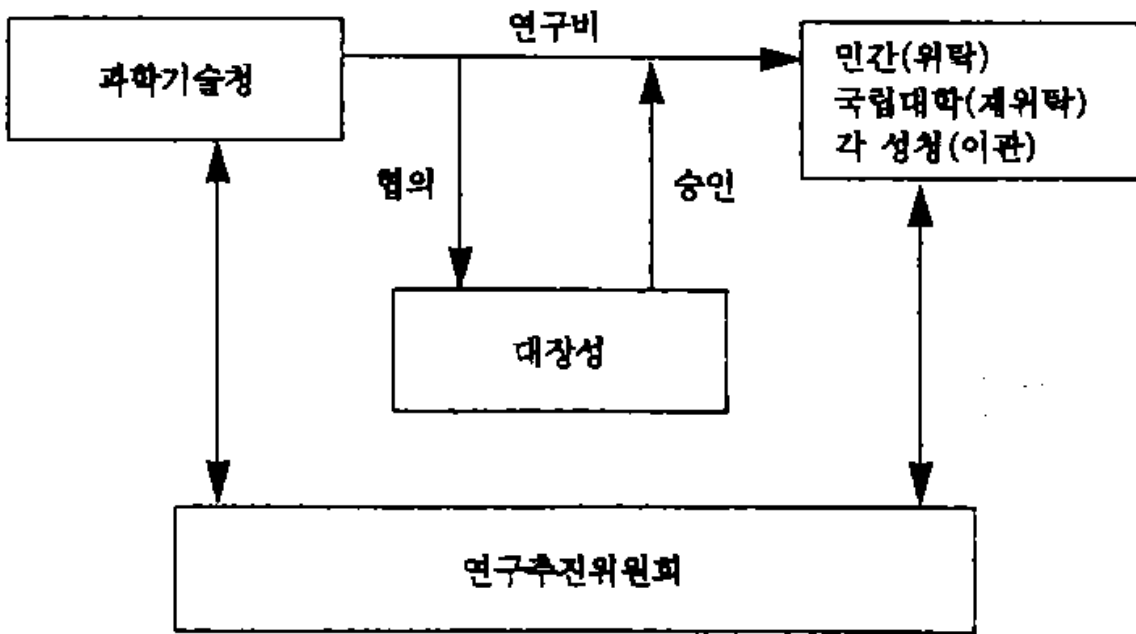 연구비
과학기술청
민간(위탁)
국립대학(재위탁)
각 성청(이관)
협의
승인
대장성
연구추진위원회